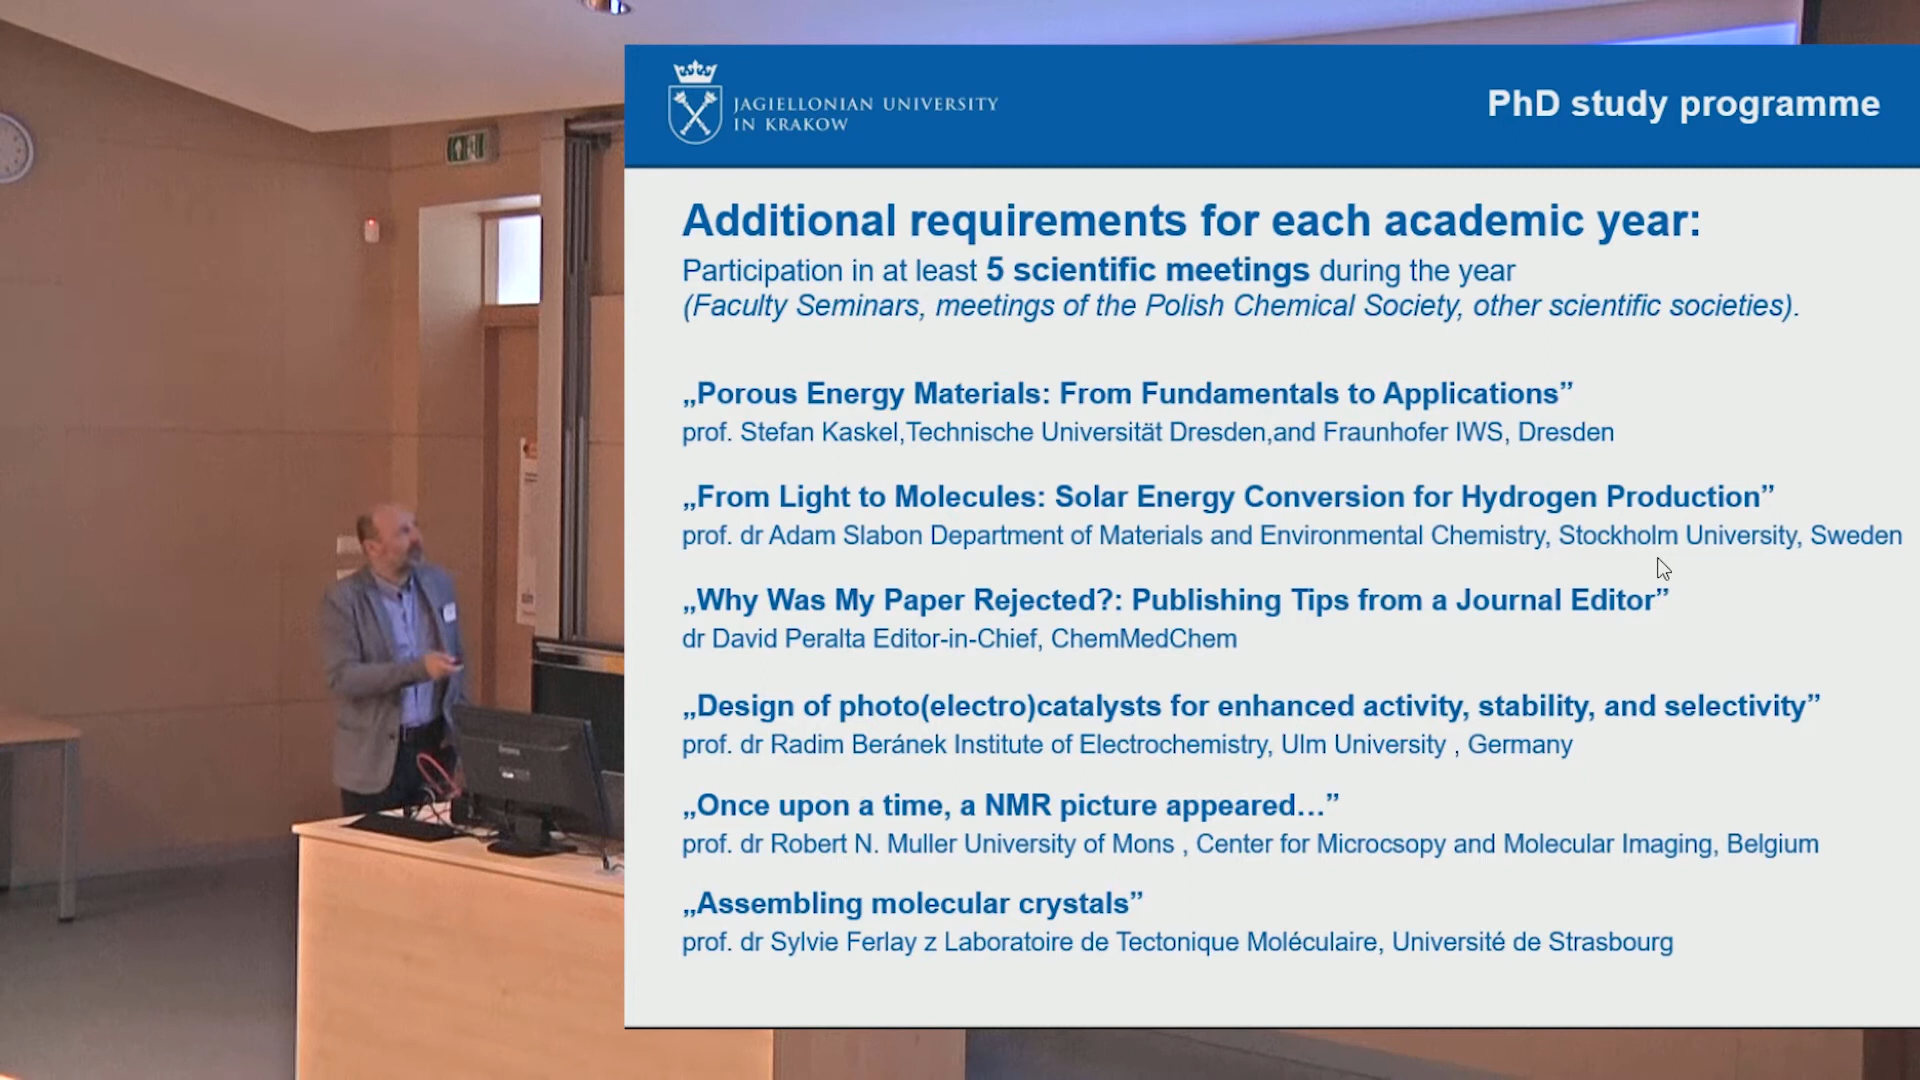 JAGIELLONIAN UNIVERSITY
IN KRAKOW
PhD study programme
Additional requirements for each academic year:
Participation in at least 5 scientific meetings during the year
(Faculty Seminars, meetings of the Polish Chemical Society, other scientific societies).
„Porous Energy Materials: From Fundamentals to Applications”
prof. Stefan Kaskel,Technische Universität Dresden,and Fraunhofer IWS, Dresden
„From Light to Molecules: Solar Energy Conversion for Hydrogen Production”
prof. dr Adam Slabon Department of Materials and Environmental Chemistry, Stockholm University, Sweden
„Why Was My Paper Rejected?: Publishing Tips from a Journal Editor”
dr David Peralta Editor-in-Chief, ChemMedChem
„Design of photo(electro)catalysts for enhanced activity, stability, and selectivity”
prof. dr Radim Beránek Institute of Electrochemistry, Ulm University , Germany
„Once upon a time, a NMR picture appeared…”
prof. dr Robert N. Muller University of Mons , Center for Microcsopy and Molecular Imaging, Belgium
„Assembling molecular crystals”
prof. dr Sylvie Ferlay z Laboratoire de Tectonique Moléculaire, Université de Strasbourg